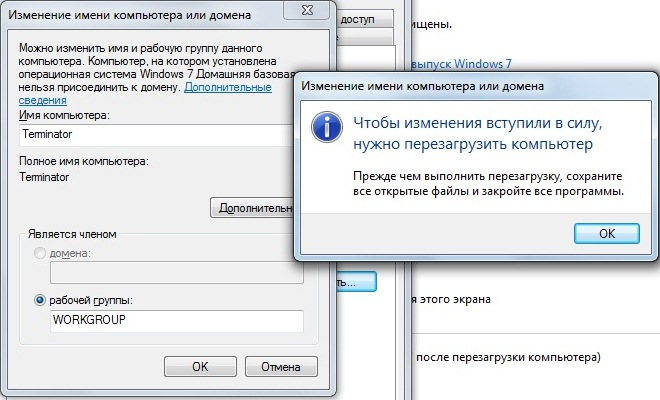 Изменение имени компьютера или домена
Можно изменить имя и рабочую группу данного
компьютера. Компьютер, на котором установлена
операционная система Windows 7 Домашняя базовая
нельзя присоединить к домену. Дополнительные
сведения
Имя компьютера:
Terminator
Полное имя компьютера:
Terminator
Дополнительно
Является членом
домена:
рабочей группы:
WORKGROUP
OK
Отмена
доступ
выпуск Windows 7
Изменение имени компьютера или домена
Чтобы изменения вступили в силу,
нужно перезагрузить компьютер
Прежде чем выполнить перезагрузку, сохраните
все открытые файлы и закройте все программы.
OK
ть...
я этого экрана
после перезагрузки компьютера)